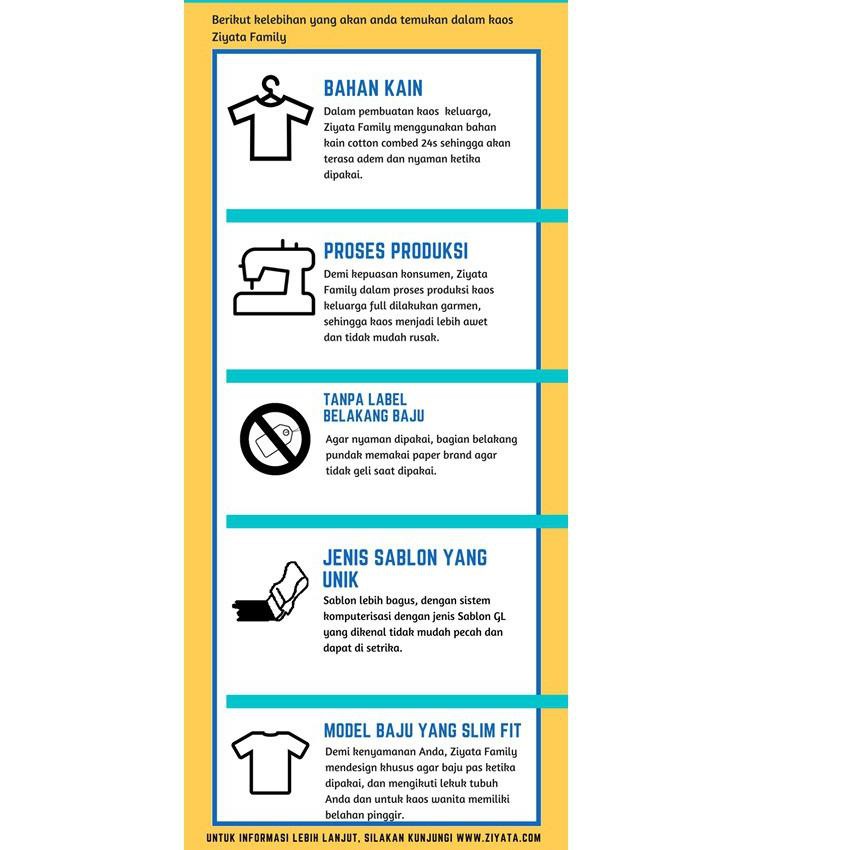 Berikut kelebihan yang akan anda temukan dalam kaos
Ziyata Family
BAHAN KAIN
Dalam pembuatan kaos keluarga,
Ziyata Family menggunakan bahan
kain cotton combed 24s sehingga akan
terasa adem dan nyaman ketika
dipakai.
PROSES PRODUKSI
Demi kepuasan konsumen, Ziyata
Family dalam proses produksi kaos
keluarga full dilakukan garmen,
sehingga kaos menjadi lebih awet
dan tidak mudah rusak.
TANPA LABEL
BELAKANG BAJU
Agar nyaman dipakai, bagian belakang
pundak memakai paper brand agar
tidak geli saat dipakai.
JENIS SABLON YANG
UNIK
Sablon lebih bagus, dengan sistem
komputerisasi dengan jenis Sablon GL
yang dikenal tidak mudah pecah dan
dapat di setrika.
MODEL BAJU YANG SLIM FIT
Demi kenyamanan Anda, Ziyata Family
mendesign khusus agar baju pas ketika
dipakai, dan mengikuti lekuk tubuh
Anda dan untuk kaos wanita memiliki
belahan pinggir.
UNTUK INFORMASI LEBIH LANJUT, SILAKAN KUNJUNGI WWW.ZIYATA.COM